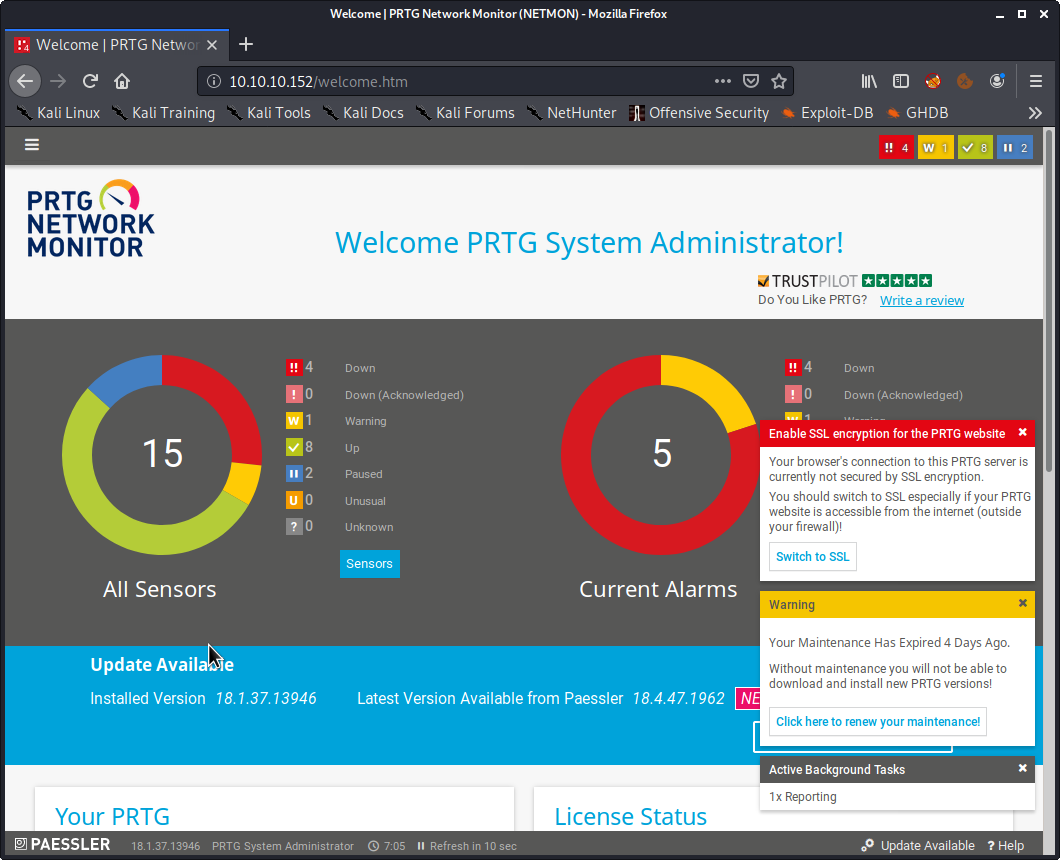 Welcome | PRTG Network Monitor (NETMON) - Mozilla Firefox
Welcome | PRTG Networ
10.10.10.152/welcome.htm
Kali Linux Kali Training Kali Tools Kali Docs Kali Forums NetHunter Offensive Security Exploit-DB GHDB
!! 4 W 1 8 2
PRTG
NETWORK
MONITOR
Welcome PRTG System Administrator!
TRUSTPILOT
Do You Like PRTG? Write a review
15
All Sensors
!! 4 Down
! 0 Down (Acknowledged)
W 1 Warning
8 Up
2 Paused
U 0 Unusual
? 0 Unknown
Sensors
5
Current Alarms
!! 4 Down
! 0 Down (Acknowledged)
W 1 Warning
Enable SSL encryption for the PRTG website
Your browser's connection to this PRTG server is
currently not secured by SSL encryption.
You should switch to SSL especially if your PRTG
website is accessible from the internet (outside
your firewall)!
Switch to SSL
Warning
Your Maintenance Has Expired 4 Days Ago.
Without maintenance you will not be able to
download and install new PRTG versions!
Click here to renew your maintenance!
Active Background Tasks
1x Reporting
Update Available
Installed Version 18.1.37.13946 Latest Version Available from Paessler 18.4.47.1962 NE
Your PRTG
License Status
PAESSLER 18.1.37.13946 PRTG System Administrator 7:05 Refresh in 10 sec Update Available ? Help